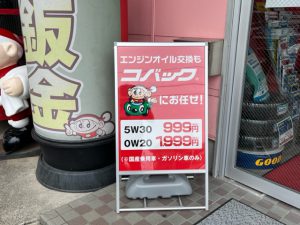 鈑金
エンジンオイル交換も
コバック
にお任せ!
5W30 999円
0W20 1,999円
(※国産乗用車・ガソリン車のみ)
GOOD